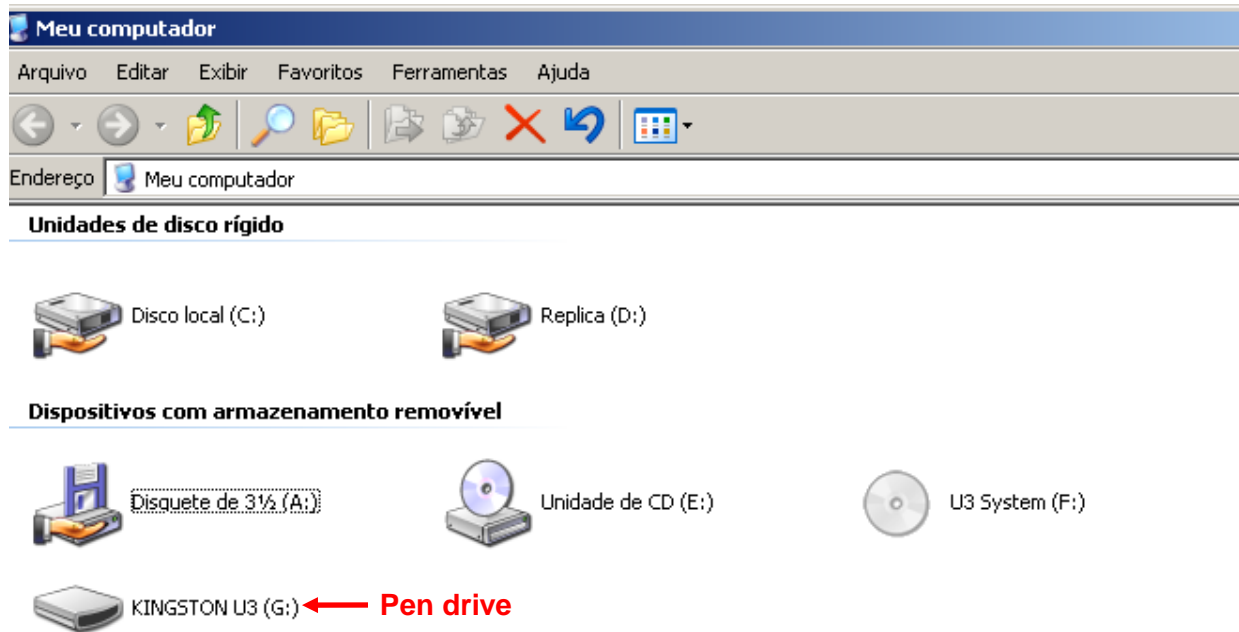 Meu computador
Arquivo Editar Exibir Favoritos Ferramentas Ajuda
Endereço Meu computador
Unidades de disco rígido
Disco local (C:) Replica (D:)
Dispositivos com armazenamento removível
Disquete de 3½ (A:) Unidade de CD (E:) U3 System (F:)
KINGSTON U3 (G:) Pen drive